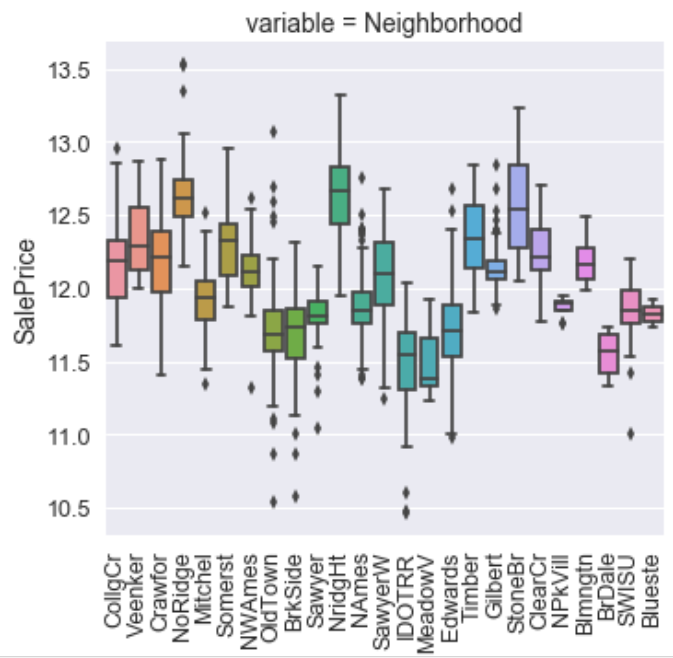 variable = Neighborhood
SalePrice
13.5
13.0
12.5
12.0
11.5
11.0
10.5
CollgCr
Veenker
Crawfor
NoRidge
Mitchel
Somerst
NWAmes
OldTown
BrkSide
Sawyer
NridgHt
NAmes
SawyerW
IDOTRR
MeadowV
Edwards
Timber
Gilbert
StoneBr
ClearCr
NPkVill
Blmngtn
BrDale
SWISU
Blueste